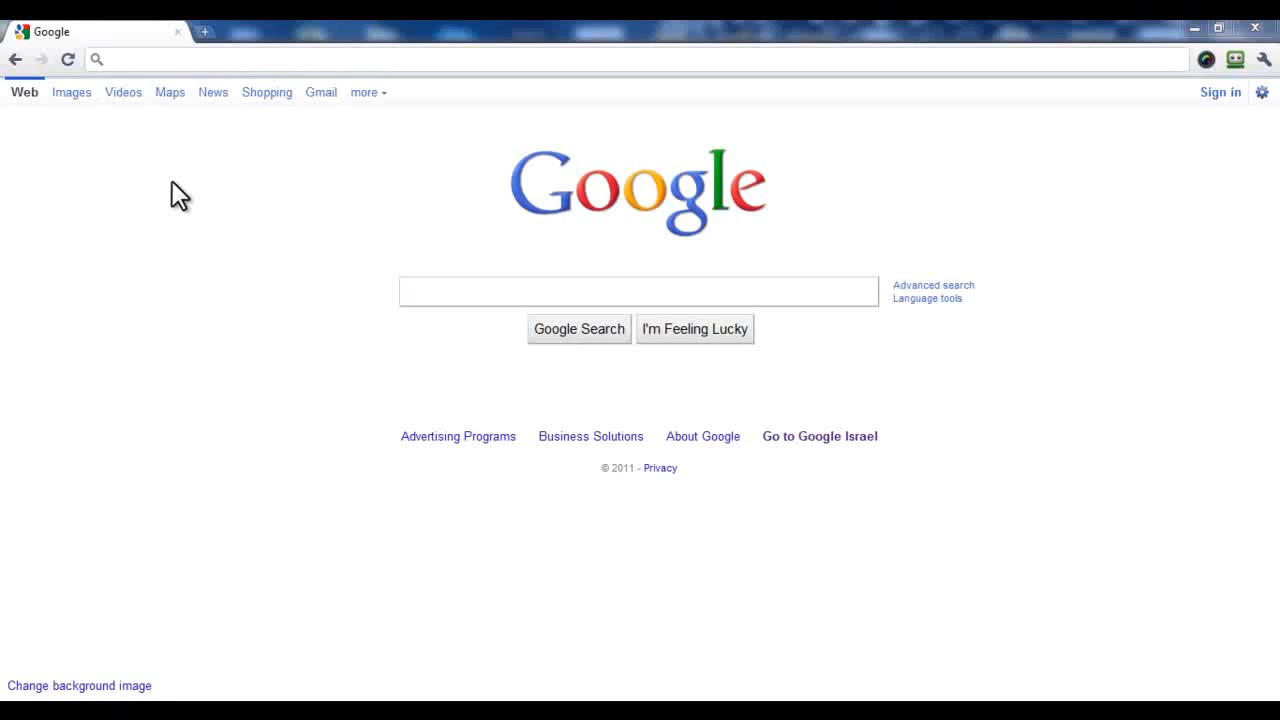 Google
Web Images Videos Maps News Shopping Gmail more Sign in
Google
Advanced search
Language tools
Google Search I'm Feeling Lucky
Advertising Programs Business Solutions About Google Go to Google Israel
© 2011 - Privacy
Change background image